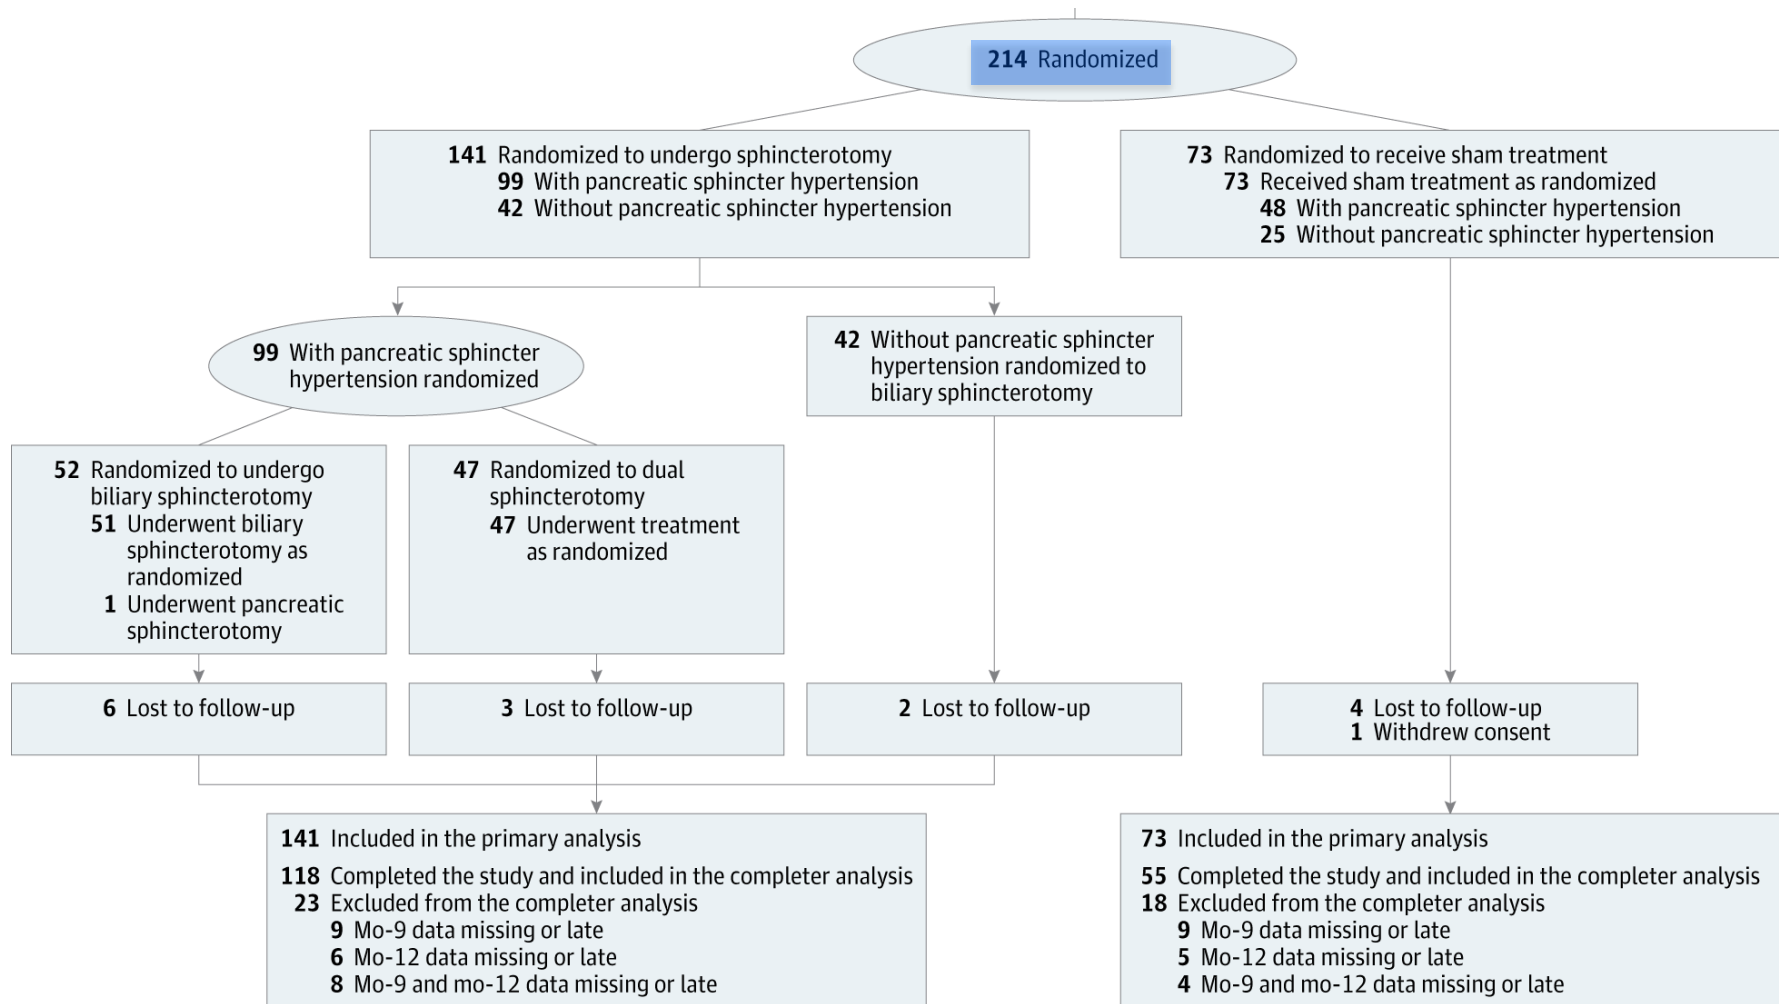 214 Randomized
141 Randomized to undergo sphincterotomy
99 With pancreatic sphincter hypertension
42 Without pancreatic sphincter hypertension
73 Randomized to receive sham treatment
73 Received sham treatment as randomized
48 With pancreatic sphincter hypertension
25 Without pancreatic sphincter hypertension
99 With pancreatic sphincter
hypertension randomized
42 Without pancreatic sphincter
hypertension randomized to
biliary sphincterotomy
52 Randomized to undergo
biliary sphincterotomy
51 Underwent biliary
sphincterotomy as
randomized
1 Underwent pancreatic
sphincterotomy
47 Randomized to dual
sphincterotomy
47 Underwent treatment
as randomized
6 Lost to follow-up
3 Lost to follow-up
2 Lost to follow-up
4 Lost to follow-up
1 Withdrew consent
141 Included in the primary analysis
118 Completed the study and included in the completer analysis
23 Excluded from the completer analysis
9 Mo-9 data missing or late
6 Mo-12 data missing or late
8 Mo-9 and mo-12 data missing or late
73 Included in the primary analysis
55 Completed the study and included in the completer analysis
18 Excluded from the completer analysis
9 Mo-9 data missing or late
5 Mo-12 data missing or late
4 Mo-9 and mo-12 data missing or late